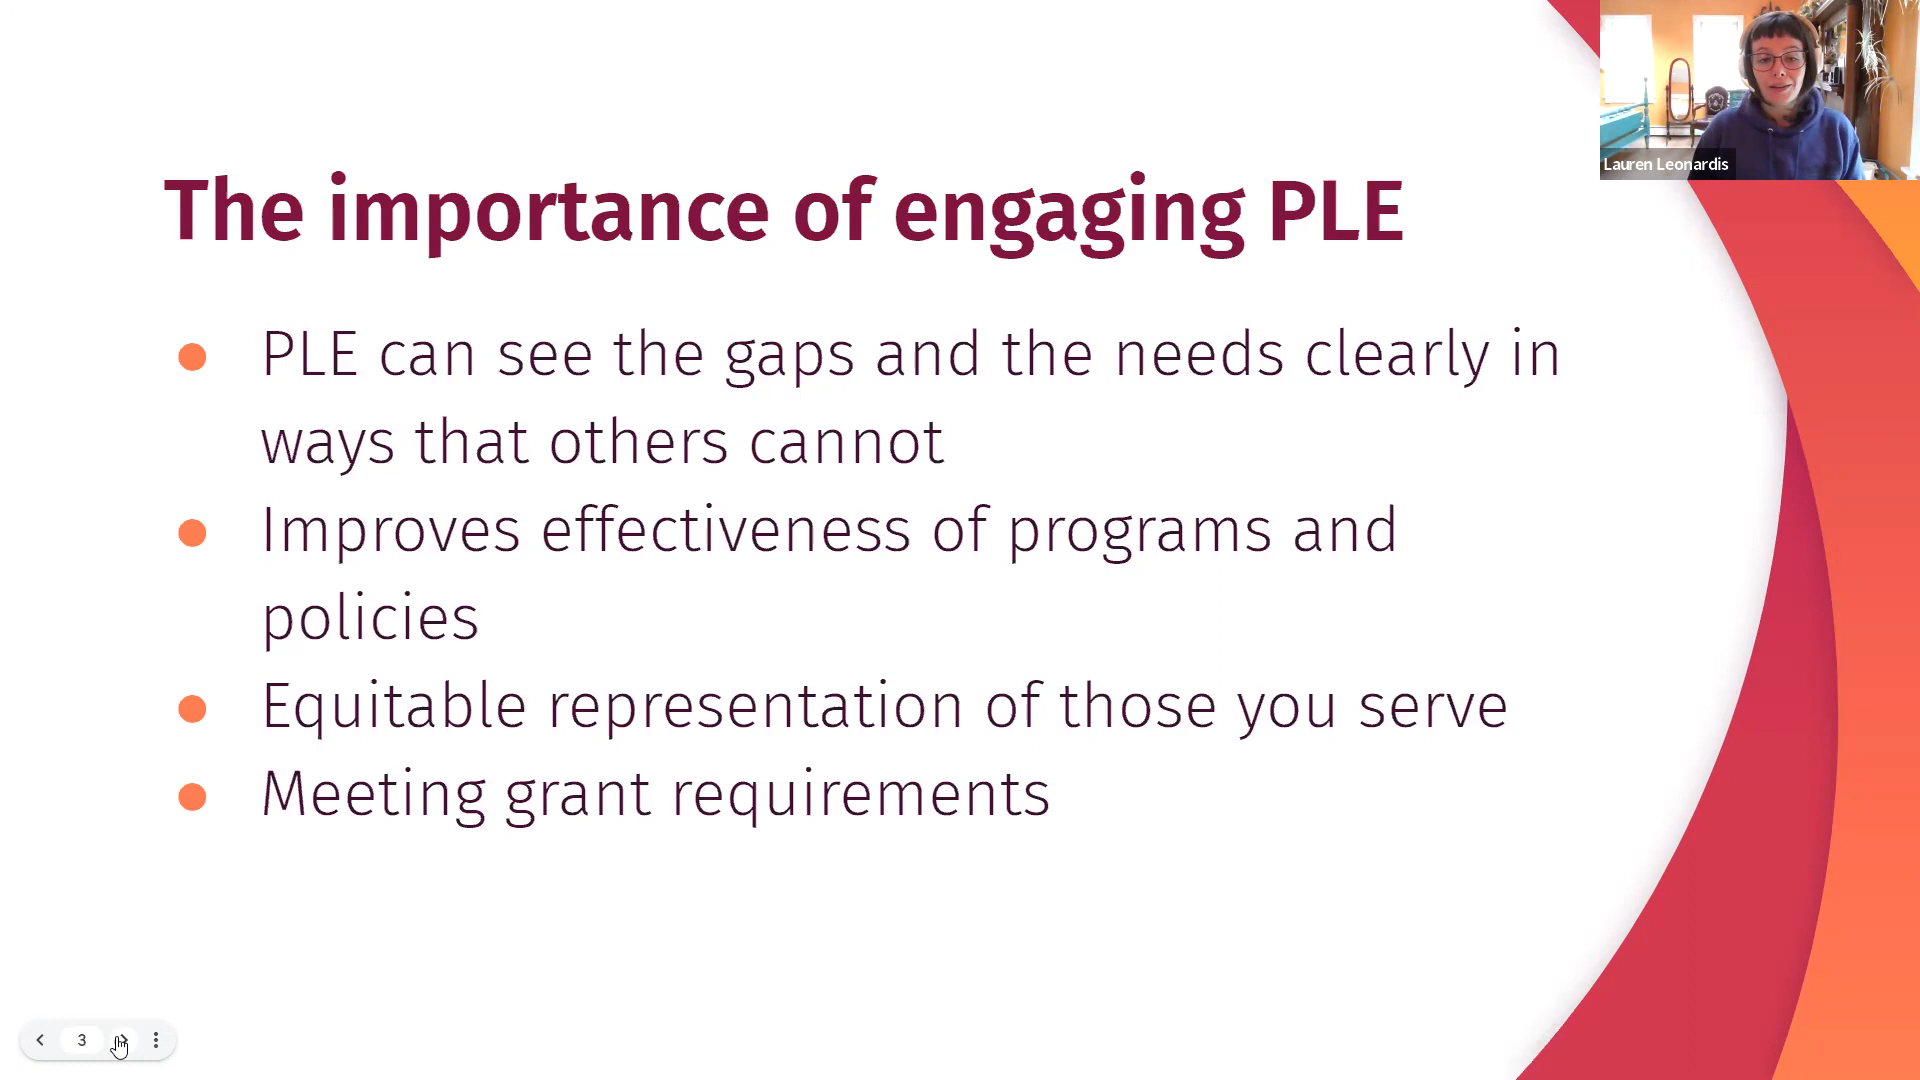 Lauren Leonardis
The importance of engaging PLE
PLE can see the gaps and the needs clearly in
ways that others cannot
Improves effectiveness of programs and
policies
Equitable representation of those you serve
Meeting grant requirements
3